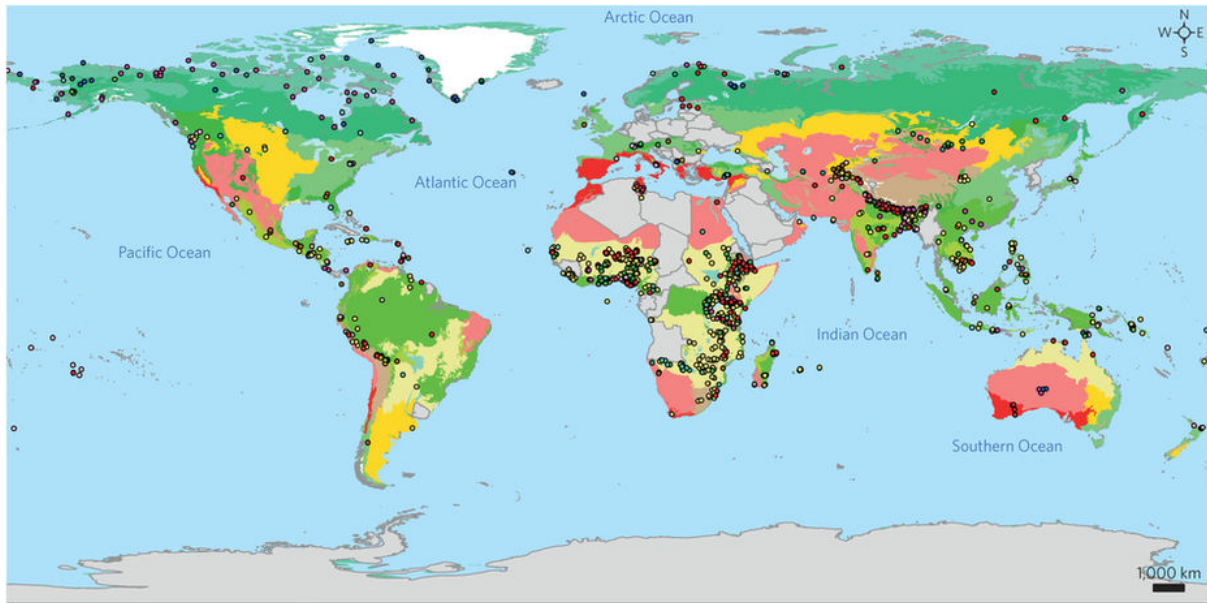 Arctic Ocean
N
W E
S
Atlantic Ocean
Pacific Ocean
Indian Ocean
Southern Ocean
1,000 km